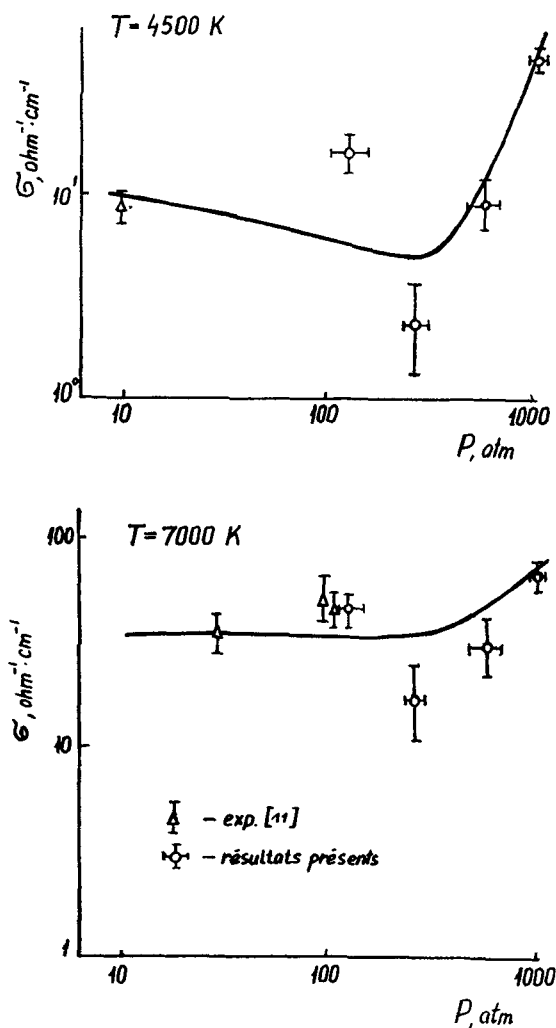 T = 4500 K
σ, ohm⁻¹·cm⁻¹
10¹
10⁰
10
100
1000
P, atm
T = 7000 K
σ, ohm⁻¹·cm⁻¹
100
10
1
– exp. [11]
– résultats présents
10
100
1000
P, atm